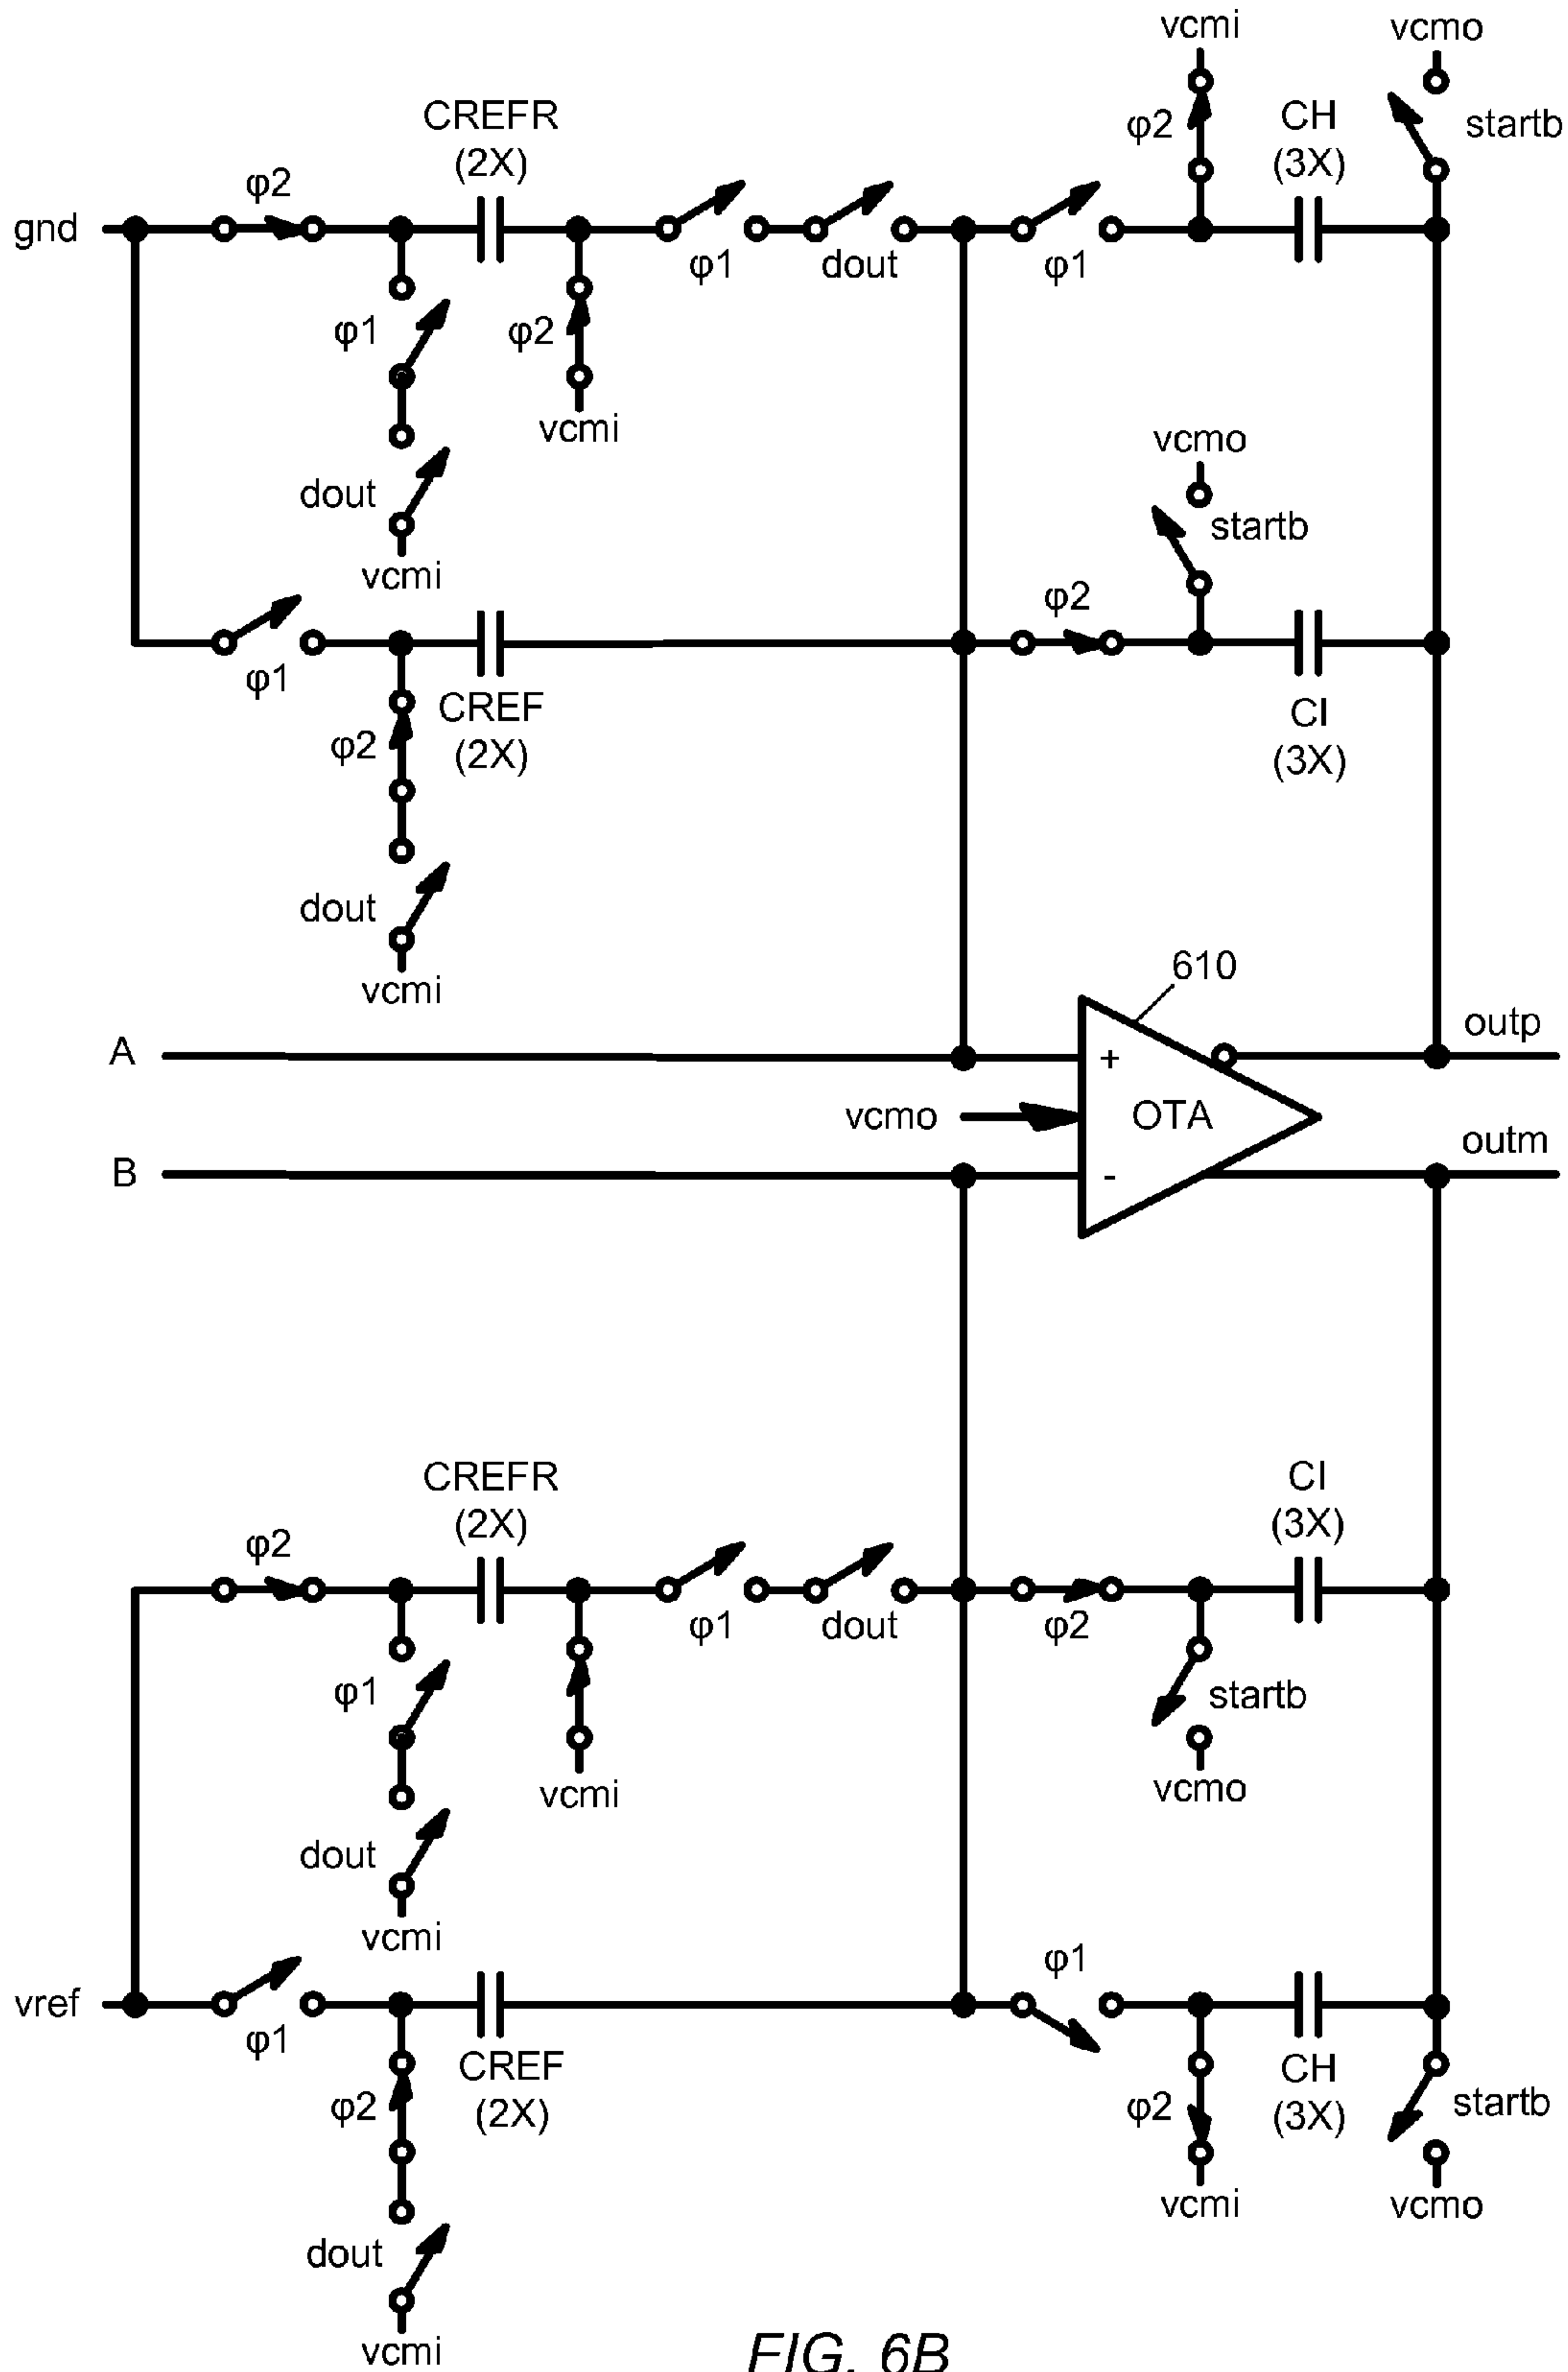 vcmi vcmo
CREFR CH
(2X) φ2 (3X) startb
φ2
gnd
φ1 dout φ1
φ1 φ2
vcmi
vcmo
dout
startb
vcmi
φ2
φ1
CREF
(2X)
CI
(3X)
φ2
dout
vcmi
610
outp
A
+
vcmo OTA
outm
B
-
CREFR CI
(2X) (3X)
φ2
φ1 dout φ2
φ1 startb
vcmi vcmo
dout
vcmi
φ1
vref
φ1
CREF CH
(2X) (3X)
φ2 φ2 startb
vcmi vcmo
dout
vcmi
FIG. 6B